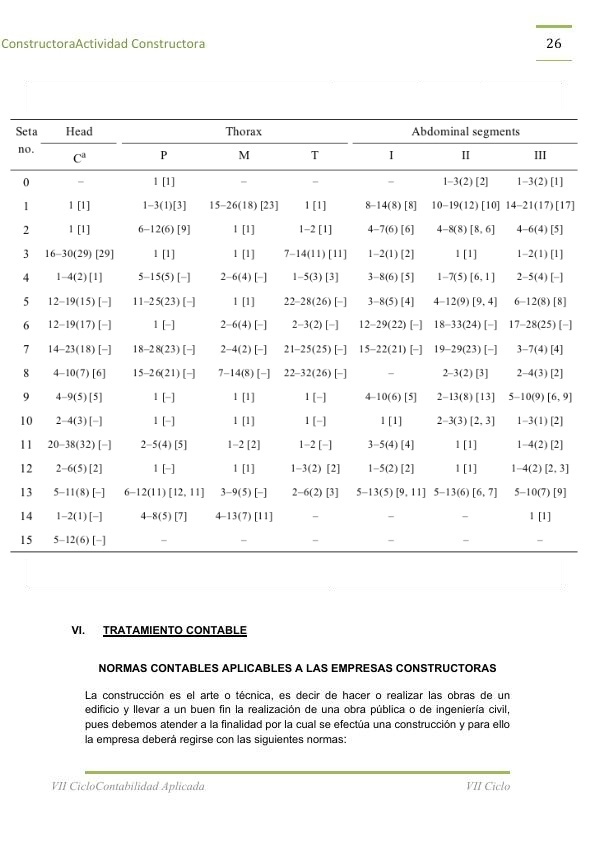 ConstructoraActividad Constructora 26
Seta no. Head Thorax Abdominal segments
Cª P M T I II III
0 – 1 [1] – – – 1–3(2) [2] 1–3(2) [1]
1 1 [1] 1–3(1)[3] 15–26(18) [23] 1 [1] 8–14(8) [8] 10–19(12) [10] 14–21(17)[17]
2 1 [1] 6–12(6) [9] 1 [1] 1–2 [1] 4–7(6) [6] 4–8(8) [8, 6] 4–6(4) [5]
3 16–30(29) [29] 1 [1] 1 [1] 7–14(11) [11] 1–2(1) [2] 1 [1] 1–2(1) [1]
4 1–4(2) [1] 5–15(5) [–] 2–6(4) [–] 1–5(3) [3] 3–8(6) [5] 1–7(5) [6, 1] 2–5(4) [–]
5 12–19(15) [–] 11–25(23) [–] 1 [1] 22–28(26) [–] 3–8(5) [4] 4–12(9) [9, 4] 6–12(8) [8]
6 12–19(17) [–] 1 [–] 2–6(4) [–] 2–3(2) [–] 12–29(22) [–] 18–33(24) [–] 17–28(25) [–]
7 14–23(18) [–] 18–28(23) [–] 2–4(2) [–] 21–25(25) [–] 15–22(21) [–] 19–29(23) [–] 3–7(4) [4]
8 4–10(7) [6] 15–26(21) [–] 7–14(8) [–] 22–32(26) [–] – 2–3(2) [3] 2–4(3) [2]
9 4–9(5) [5] 1 [–] 1 [1] 1 [–] 4–10(6) [5] 2–13(8) [13] 5–10(9) [6, 9]
10 2–4(3) [–] 1 [–] 1 [1] 1 [–] 1 [1] 2–3(3) [2, 3] 1–3(1) [2]
11 20–38(32) [–] 2–5(4) [5] 1–2 [2] 1–2 [–] 3–5(4) [4] 1 [1] 1–4(2) [2]
12 2–6(5) [2] 1 [–] 1 [1] 1–3(2) [2] 1–5(2) [2] 1 [1] 1–4(2) [2, 3]
13 5–11(8) [–] 6–12(11) [12, 11] 3–9(5) [–] 2–6(2) [3] 5–13(5) [9, 11] 5–13(6) [6, 7] 5–10(7) [9]
14 1–2(1) [–] 4–8(5) [7] 4–13(7) [11] – – – 1 [1]
15 5–12(6) [–] – – – – – –
VI. TRATAMIENTO CONTABLE
NORMAS CONTABLES APLICABLES A LAS EMPRESAS CONSTRUCTORAS
La construcción es el arte o técnica, es decir de hacer o realizar las obras de un
edificio y llevar a un buen fin la realización de una obra pública o de ingeniería civil,
pues debemos atender a la finalidad por la cual se efectúa una construcción y para ello
la empresa deberá regirse con las siguientes normas:
VII CicloContabilidad Aplicada VII Ciclo